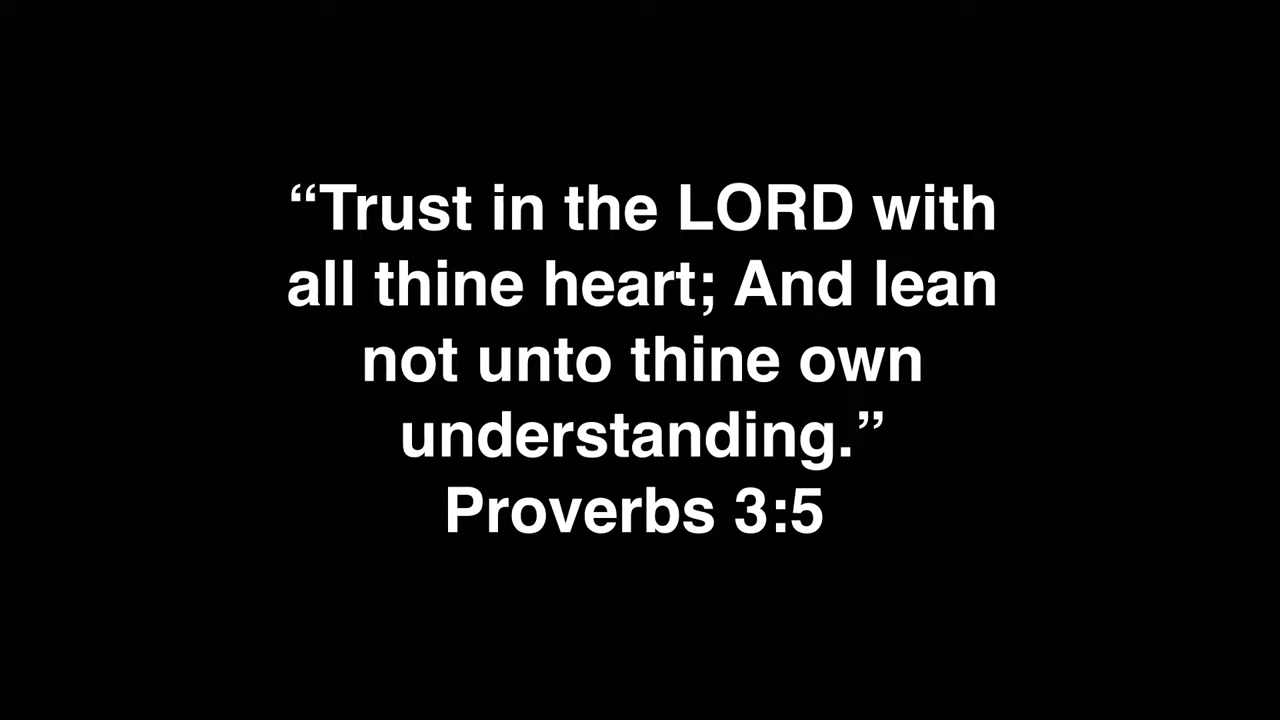 “Trust in the LORD with
all thine heart; And lean
not unto thine own
understanding.”
Proverbs 3:5